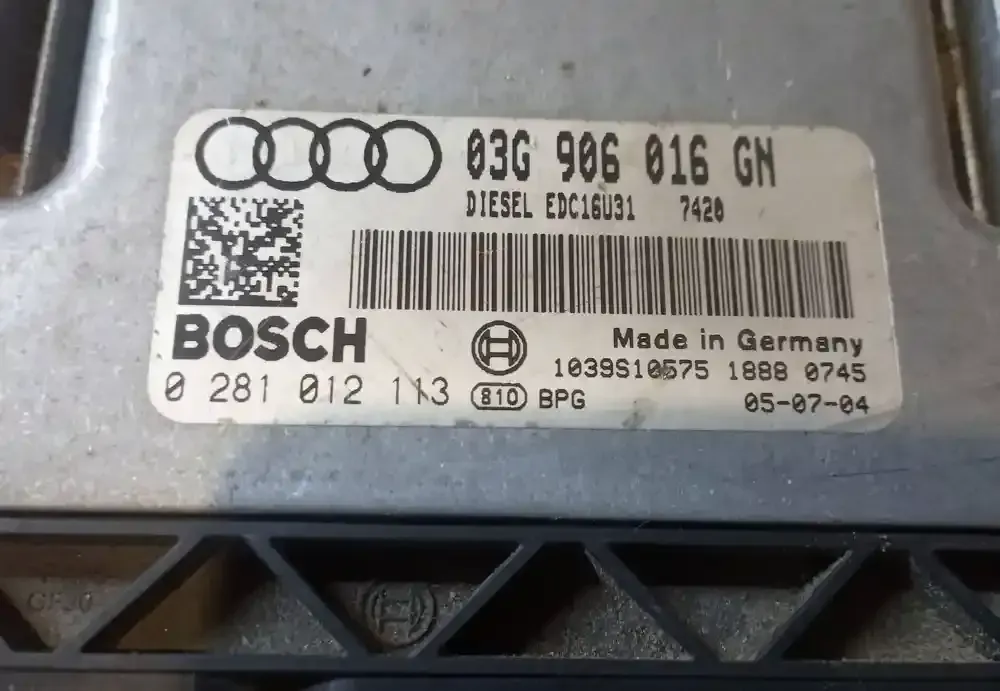 03G 906 016 GN
DIESEL EDC16U31 7420
BOSCH
Made in Germany
1039S10575 1888 0745
0 281 012 113 810 BPG
05-07-04